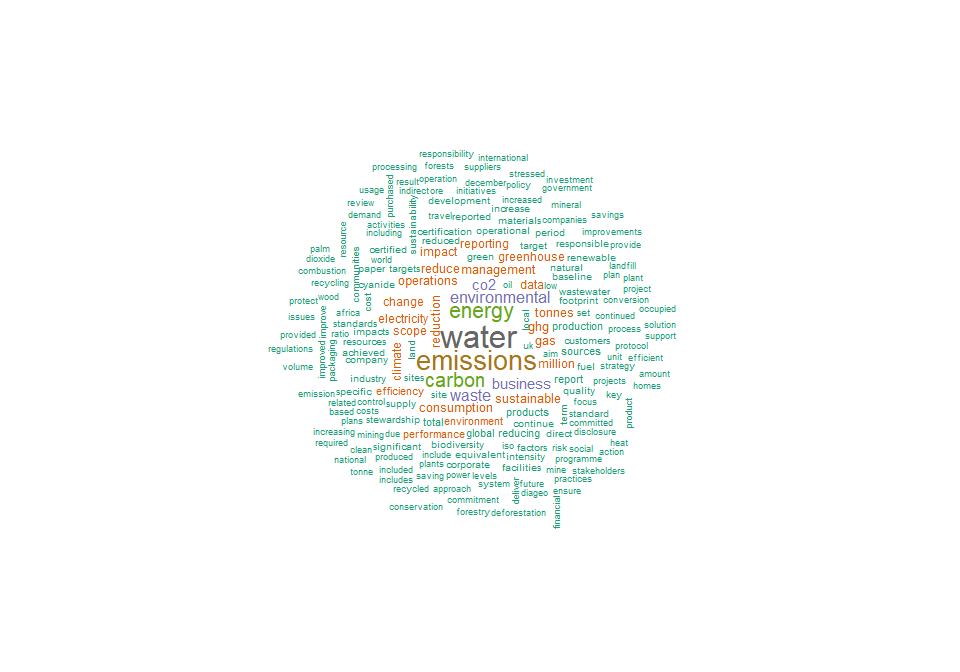 responsibility
international
processing forests suppliers
stressed
purchased result operation december policy investment
usage indirect ore initiatives government
review sustainability development increased mineral
demand travel reported increase materials companies savings
activities certification operational period improvements
resource including reduced reporting target responsible provide
palm certified impact green greenhouse renewable
dioxide world communities paper targets reduce management natural landfill
combustion baseline plan plant
recycling cyanide operations co2 oil data low wastewater project
protect wood cost change environmental footprint conversion
issues africa reduction energy local tonnes set continued occupied
standards electricity
provided improve ratio impacts scope water ghg production process solution
regulations improved packaging resources land uk gas customers support
achieved climate emissions aim sources protocol
volume company million unit efficient
fuel strategy
industry sites carbon business report projects amount
homes
emission specific efficiency site waste sustainable quality key
related control supply consumption products term focus product
based costs standard
plans stewardship total environment continue committed
increasing mining due performance global reducing direct disclosure
required clean significant biodiversity iso factors risk social heat
national produced include equivalent intensity programme action
tonne included plants corporate facilities mine stakeholders
includes saving power levels practices
recycled approach system future
deliver diageo ensure
commitment
conservation financial
forestry deforestation